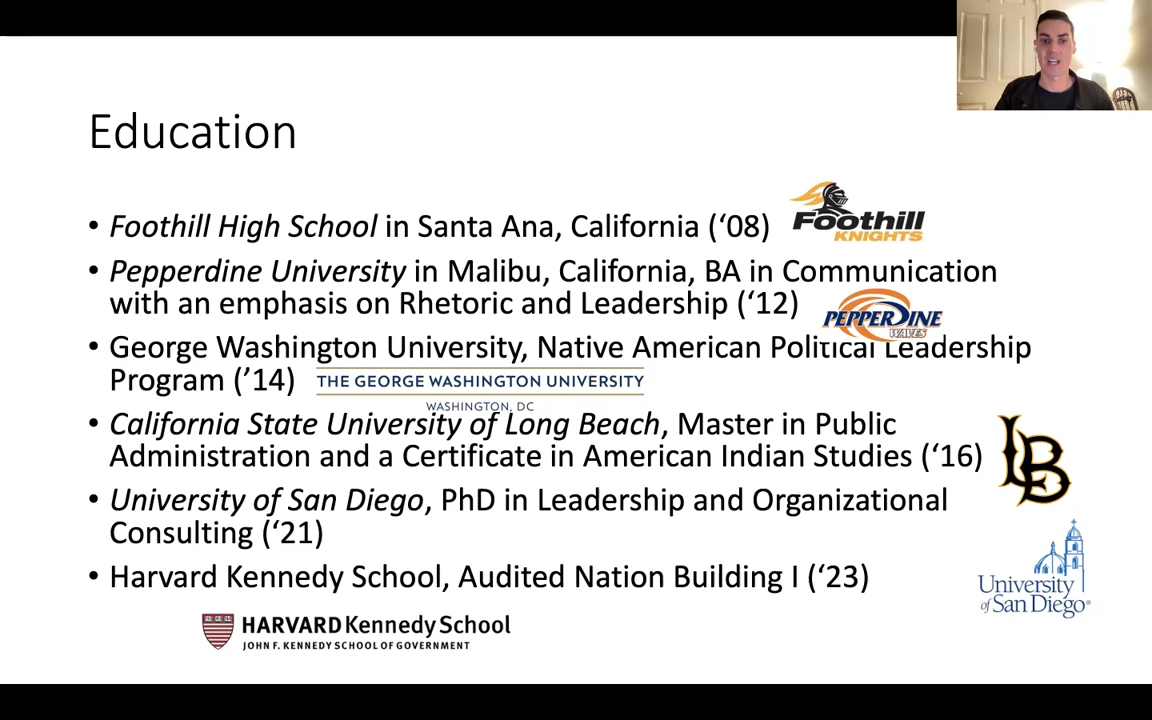 Education
• Foothill High School in Santa Ana, California (‘08)
Foothill
KNIGHTS
• Pepperdine University in Malibu, California, BA in Communication
with an emphasis on Rhetoric and Leadership (‘12)
PEPPERDINE
WAVES
• George Washington University, Native American Political Leadership
Program (’14)
THE GEORGE WASHINGTON UNIVERSITY
WASHINGTON, DC
• California State University of Long Beach, Master in Public
Administration and a Certificate in American Indian Studies (‘16)
LB
• University of San Diego, PhD in Leadership and Organizational
Consulting (‘21)
• Harvard Kennedy School, Audited Nation Building I (‘23)
University
of San Diego®
HARVARD Kennedy School
JOHN F. KENNEDY SCHOOL OF GOVERNMENT